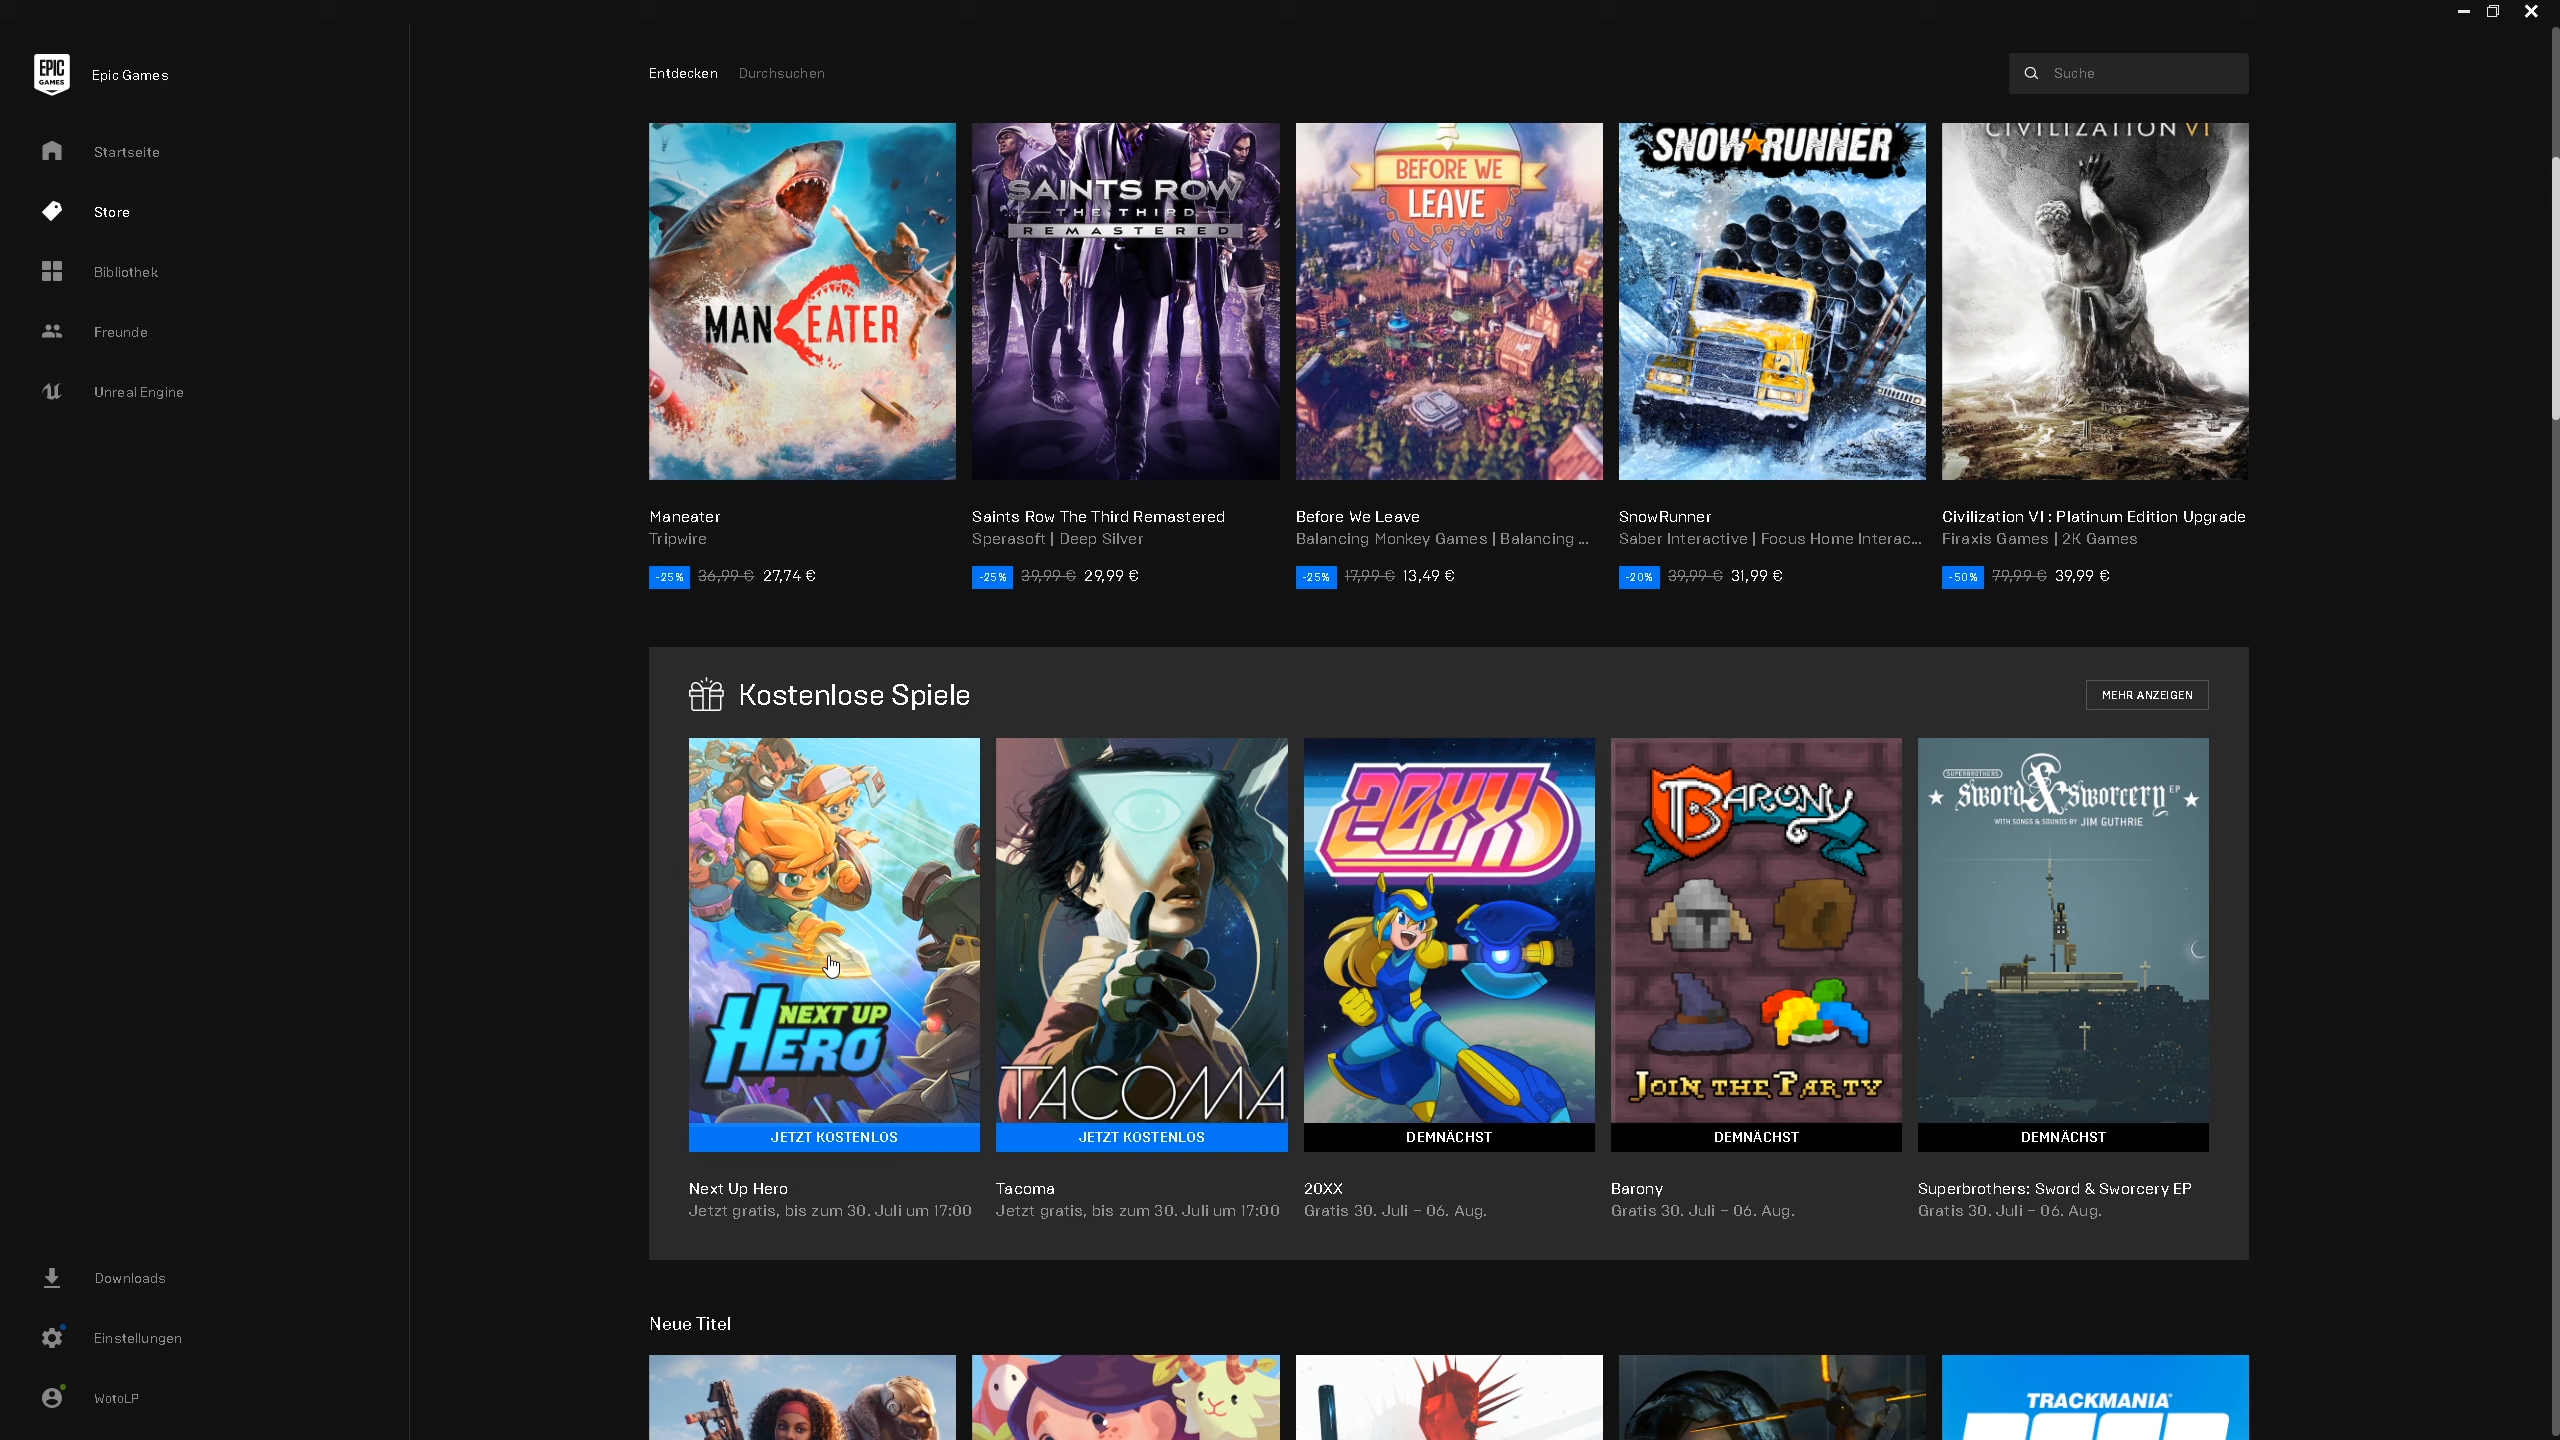 EPIC
GAMES
Epic Games
Startseite
Store
Bibliothek
Freunde
Unreal Engine
Downloads
Einstellungen
WotoLP
Entdecken
Durchsuchen
Suche
MANEATER
SAINTS ROW
THE THIRD
REMASTERED
BEFORE WE
LEAVE
SNOWRUNNER
CIVILIZATION VI
Maneater
Tripwire
-25% 36,99 € 27,74 €
Saints Row The Third Remastered
Sperasoft | Deep Silver
-25% 39,99 € 29,99 €
Before We Leave
Balancing Monkey Games | Balancing ...
-25% 17,99 € 13,49 €
SnowRunner
Saber Interactive | Focus Home Interac...
-20% 39,99 € 31,99 €
Civilization VI : Platinum Edition Upgrade
Firaxis Games | 2K Games
-50% 79,99 € 39,99 €
Kostenlose Spiele
MEHR ANZEIGEN
NEXT UP
HERO
JETZT KOSTENLOS
Next Up Hero
Jetzt gratis, bis zum 30. Juli um 17:00
TACOMA
JETZT KOSTENLOS
Tacoma
Jetzt gratis, bis zum 30. Juli um 17:00
20XX
DEMNÄCHST
20XX
Gratis 30. Juli – 06. Aug.
BARONY
JOIN THE PARTY
DEMNÄCHST
Barony
Gratis 30. Juli – 06. Aug.
SUPERBROTHERS
Sword & Sworcery EP
WITH SONGS & SOUNDS BY JIM GUTHRIE
DEMNÄCHST
Superbrothers: Sword & Sworcery EP
Gratis 30. Juli – 06. Aug.
Neue Titel
TRACKMANIA